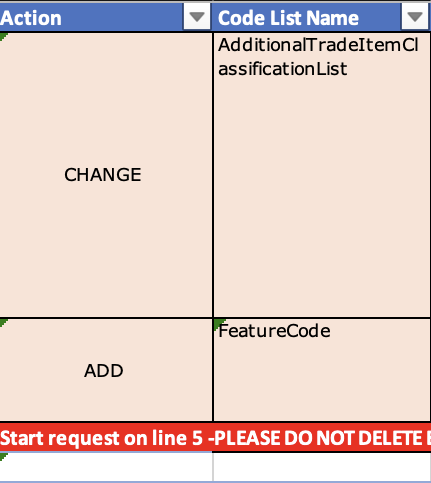 Action
Code List Name
AdditionalTradeItemCl
assificationList
CHANGE
FeatureCode
ADD
Start request on line 5 -PLEASE DO NOT DELETE